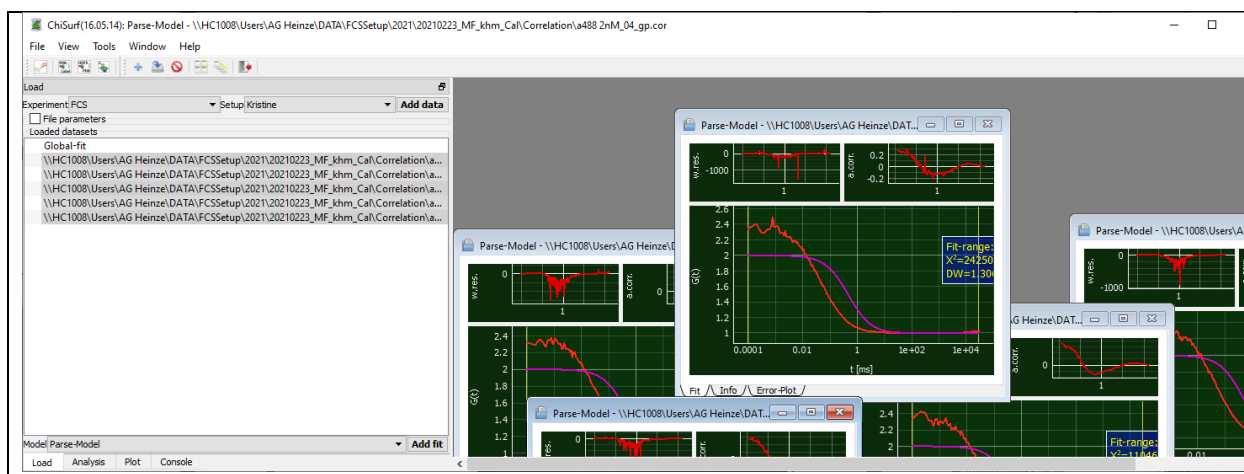 ChiSurf(16.05.14): Parse-Model - \\HC1008\Users\AG Heinze\DATA\FCSSetup\2021\20210223_MF_khm_Cal\Correlation\a488 2nM_04_gp.cor
File View Tools Window Help
Load
Experiment FCS Setup Kristine Add data
File parameters
Loaded datasets
Global-fit
\\HC1008\Users\AG Heinze\DATA\FCSSetup\2021\20210223_MF_khm_Cal\Correlation\a...
\\HC1008\Users\AG Heinze\DATA\FCSSetup\2021\20210223_MF_khm_Cal\Correlation\a...
\\HC1008\Users\AG Heinze\DATA\FCSSetup\2021\20210223_MF_khm_Cal\Correlation\a...
\\HC1008\Users\AG Heinze\DATA\FCSSetup\2021\20210223_MF_khm_Cal\Correlation\a...
\\HC1008\Users\AG Heinze\DATA\FCSSetup\2021\20210223_MF_khm_Cal\Correlation\a...
Model Parse-Model Add fit
Load Analysis Plot Console
Parse-Model - \\HC1008\Users\AG Heinze\DAT...
w.res.
0
-1000
1
a.corr.
0.2
0
-0.2
1
G(t)
2.6
2.4
2.2
2
1.8
1.6
1.4
1.2
1
0.0001 0.01 1 1e+02 1e+04
t [ms]
Fit-range:
X²=24250
DW=1.30
Fit Info Error-Plot
Parse-Model - \\HC1008\Users\AG Heinze\D
w.res.
0
1
a.corr.
0
G(t)
2.4
2.2
2
1.8
1.6
1.4
1.2
Parse-Model - \\HC1008\Users\AG Heinze\DAT...
w.res.
0
a.corr.
0
Parse-Model - \\HC1008\Users\A
w.res.
0
-1000
1
0.01 1
AG Heinze\DAT...
a.corr.
0
1
2.4
2.2
2
Fit-range:
X²=11046